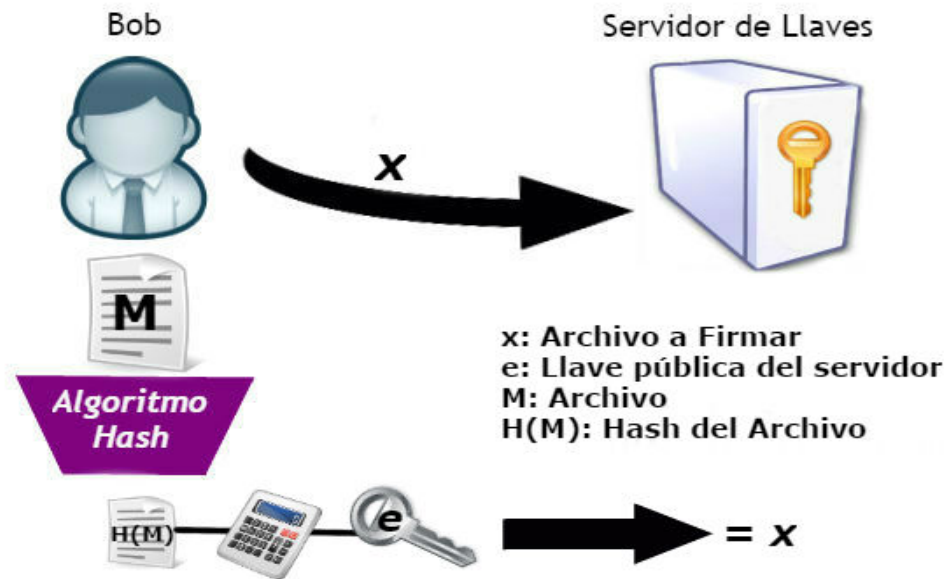 Bob
Servidor de Llaves
x
M
Algoritmo
Hash
x: Archivo a Firmar
e: Llave pública del servidor
M: Archivo
H(M): Hash del Archivo
H(M)
e
= x